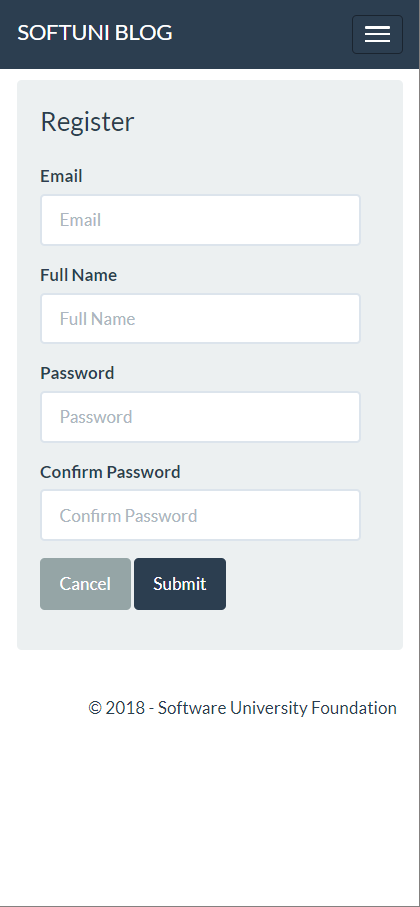 SOFTUNI BLOG
Register
Email
Email
Full Name
Full Name
Password
Password
Confirm Password
Confirm Password
Cancel Submit
© 2018 - Software University Foundation